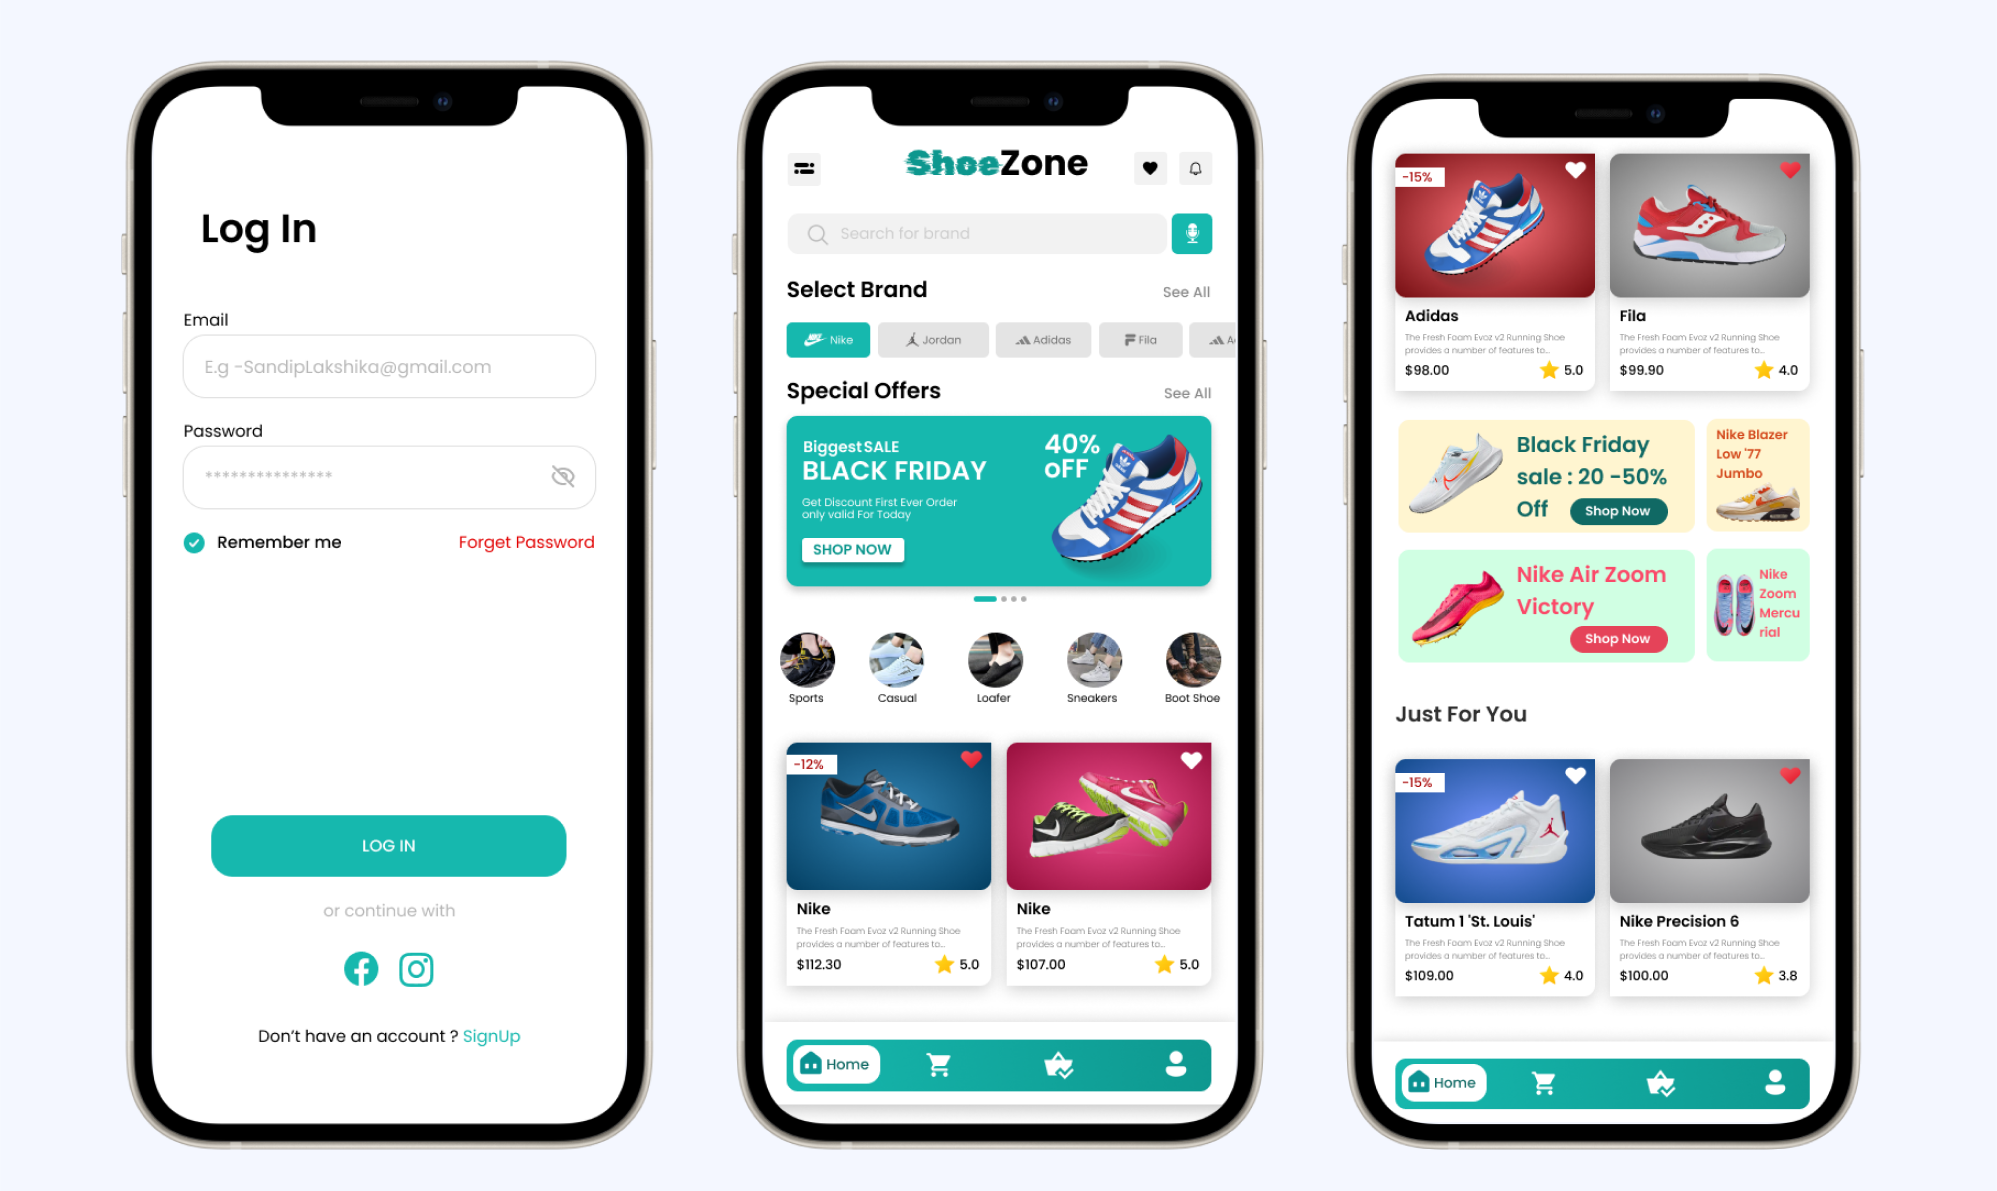 Log In
Email
E.g -SandipLakshika@gmail.com
Password
***************
Remember me
Forget Password
LOG IN
or continue with
Don't have an account ? SignUp
ShoeZone
Search for brand
Select Brand
See All
Nike
Jordan
Adidas
Fila
A
Special Offers
See All
Biggest SALE
BLACK FRIDAY
40%
oFF
Get Discount First Ever Order
only valid For Today
SHOP NOW
Sports
Casual
Loafer
Sneakers
Boot Shoe
-12%
Nike
The Fresh Foam Evoz v2 Running Shoe
provides a number of features to...
$112.30
5.0
Nike
The Fresh Foam Evoz v2 Running Shoe
provides a number of features to...
$107.00
5.0
Home
-15%
Adidas
The Fresh Foam Evoz v2 Running Shoe
provides a number of features to...
$98.00
5.0
Fila
The Fresh Foam Evoz v2 Running Shoe
provides a number of features to...
$99.90
4.0
Black Friday
sale : 20 -50%
Off
Shop Now
Nike Blazer
Low '77
Jumbo
Nike Air Zoom
Victory
Shop Now
Nike
Zoom
Mercu
rial
Just For You
-15%
Tatum 1 'St. Louis'
The Fresh Foam Evoz v2 Running Shoe
provides a number of features to...
$109.00
4.0
Nike Precision 6
The Fresh Foam Evoz v2 Running Shoe
provides a number of features to...
$100.00
3.8
Home